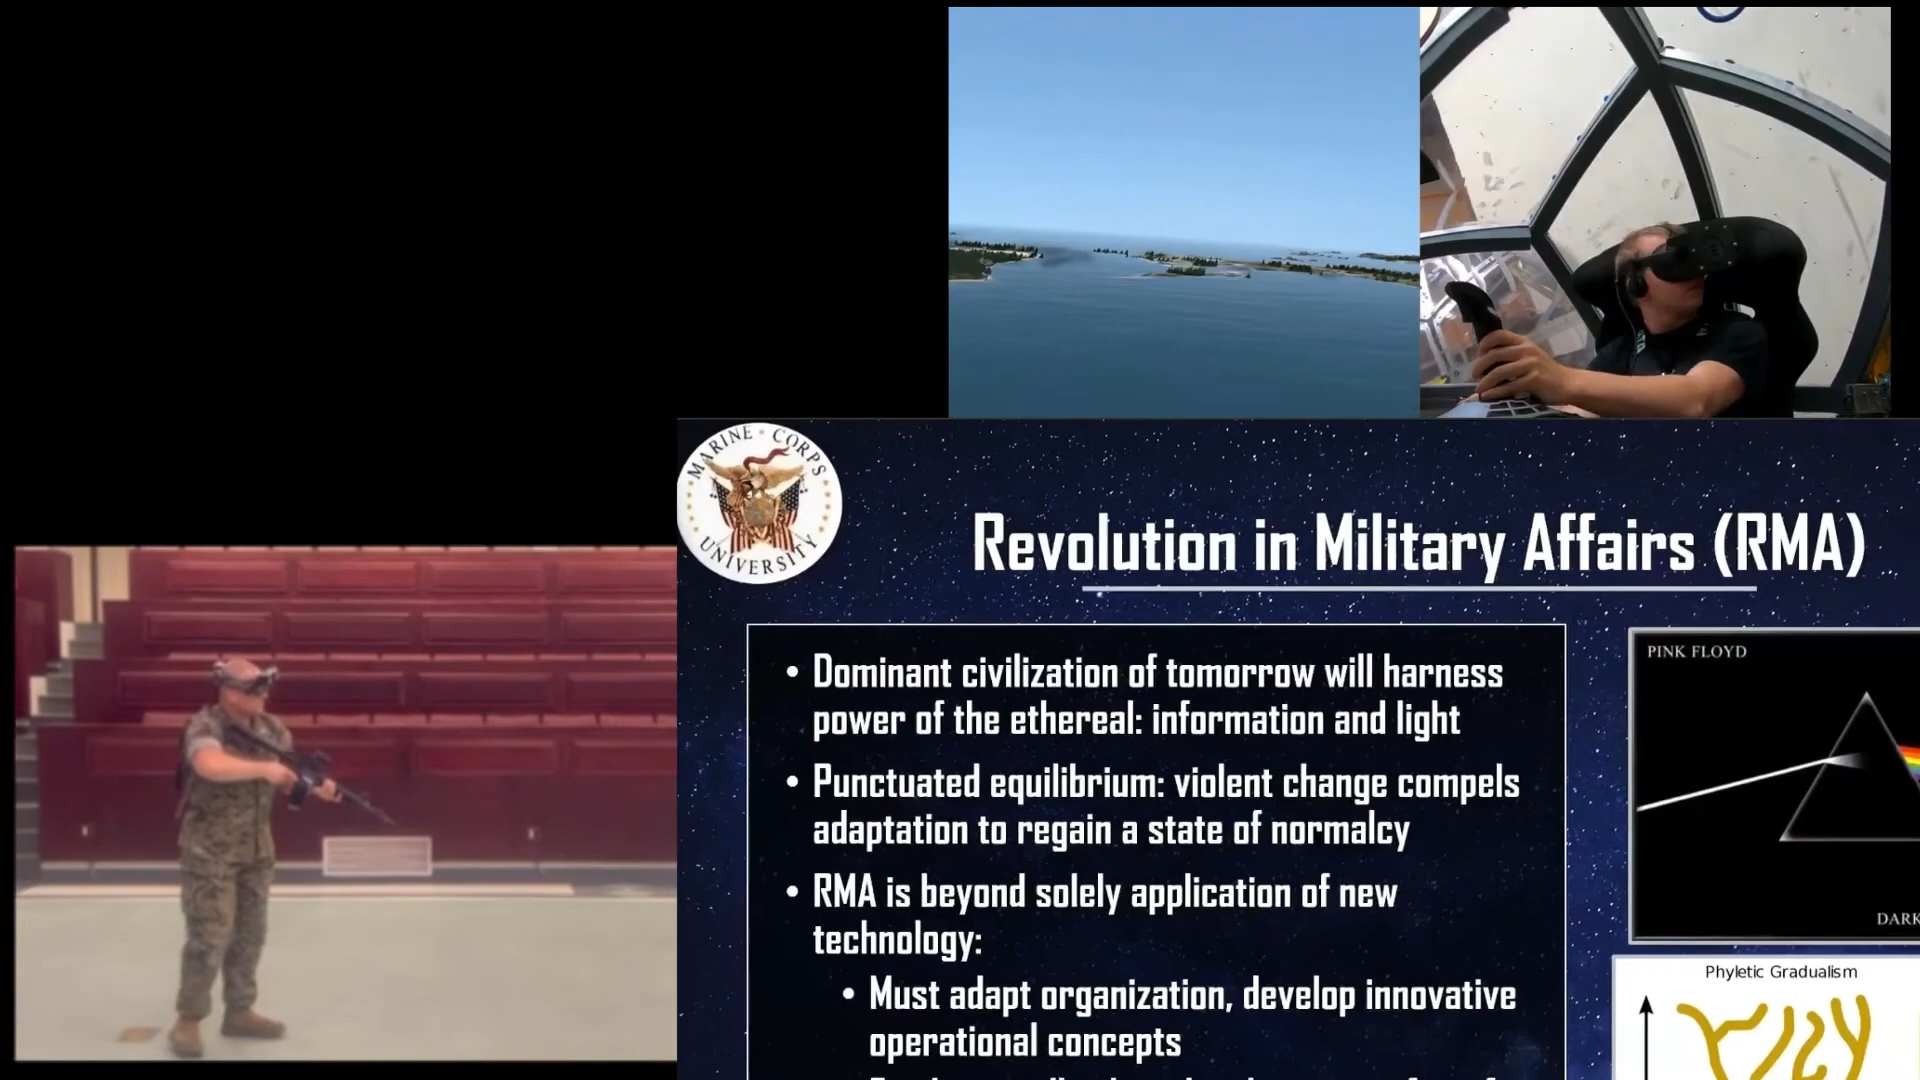 MARINE CORPS
UNIVERSITY
Revolution in Military Affairs (RMA)
• Dominant civilization of tomorrow will harness
power of the ethereal: information and light
• Punctuated equilibrium: violent change compels
adaptation to regain a state of normalcy
• RMA is beyond solely application of new
technology:
• Must adapt organization, develop innovative
operational concepts
PINK FLOYD
DARK
Phyletic Gradualism